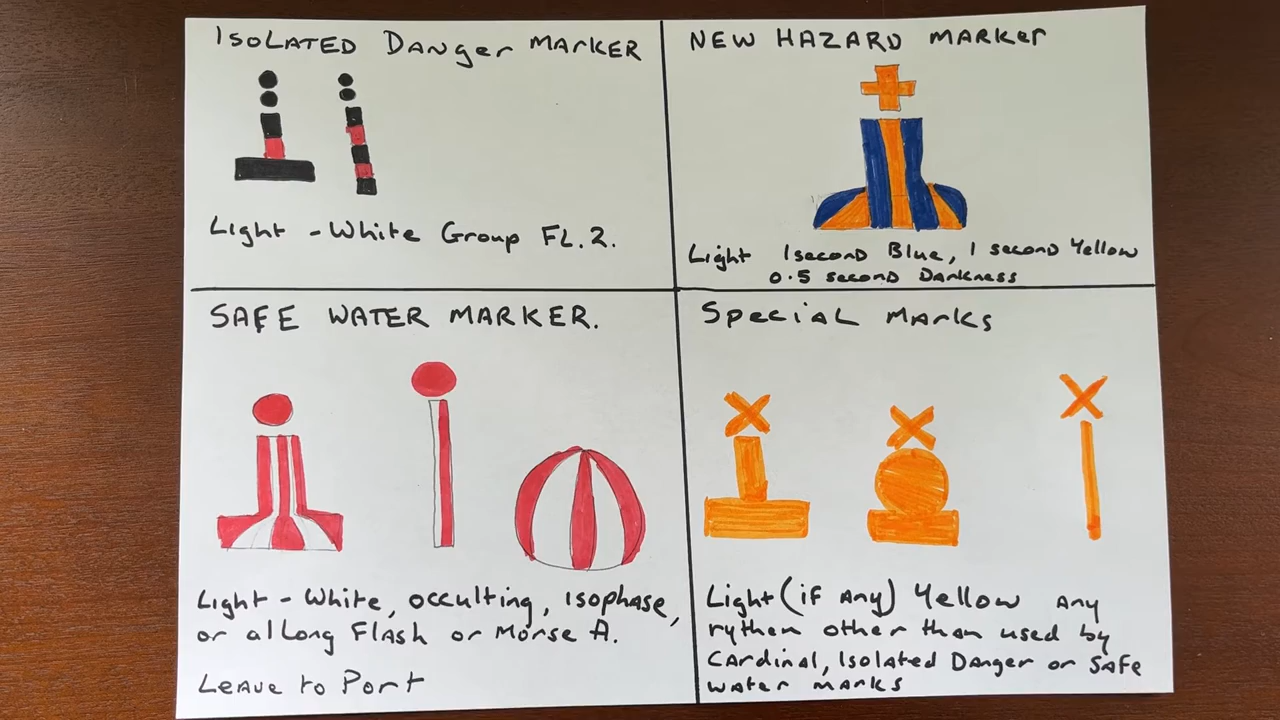 ISOLATED Danger MARKER
Light - White Group FL.2.
NEW HAZARD MARKer
Light 1second Blue, 1 second Yellow
0.5 second Darkness
SAFE WATER MARKER.
Light - White, occulting, isophase,
or a Long Flash or Morse A.
Leave to Port
Special Marks
Light (if any) Yellow any
rythem other than used by
Cardinal, Isolated Danger or Safe
water marks